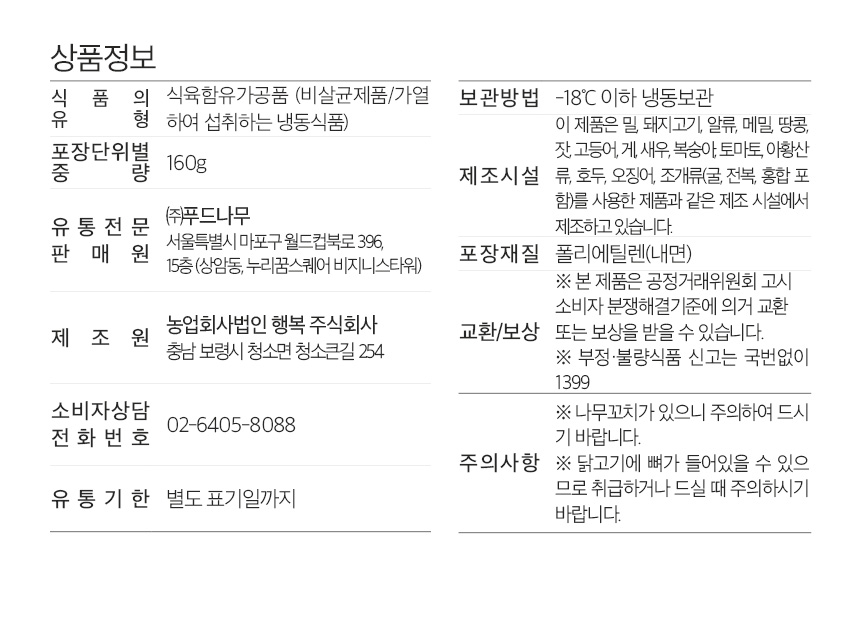 상품정보
식 품 의 식육함유가공품 (비살균제품/가열
유 형 하여 섭취하는 냉동식품)
포장단위별
중 량
160g
유통전문
판 매 원
㈜푸드나무
서울특별시 마포구 월드컵북로 396,
15층 (상암동, 누리꿈스퀘어 비지니스타워)
제 조 원
농업회사법인 행복 주식회사
충남 보령시 청소면 청소큰길 254
소비자상담
전 화 번 호
02-6405-8088
유 통 기 한 별도 표기일까지
보관방법 -18℃ 이하 냉동보관
제조시설
이 제품은 밀, 돼지고기, 알류, 메밀, 땅콩,
잣, 고등어, 게, 새우, 복숭아, 토마토, 아황산
류, 호두, 오징어, 조개류(굴, 전복, 홍합 포
함)를 사용한 제품과 같은 제조 시설에서
제조하고 있습니다.
포장재질 폴리에틸렌(내면)
교환/보상
※ 본 제품은 공정거래위원회 고시
소비자 분쟁해결기준에 의거 교환
또는 보상을 받을 수 있습니다.
※ 부정·불량식품 신고는 국번없이
1399
주의사항
※ 나무꼬치가 있으니 주의하여 드시
기 바랍니다.
※ 닭고기에 뼈가 들어있을 수 있으
므로 취급하거나 드실 때 주의하시기
바랍니다.